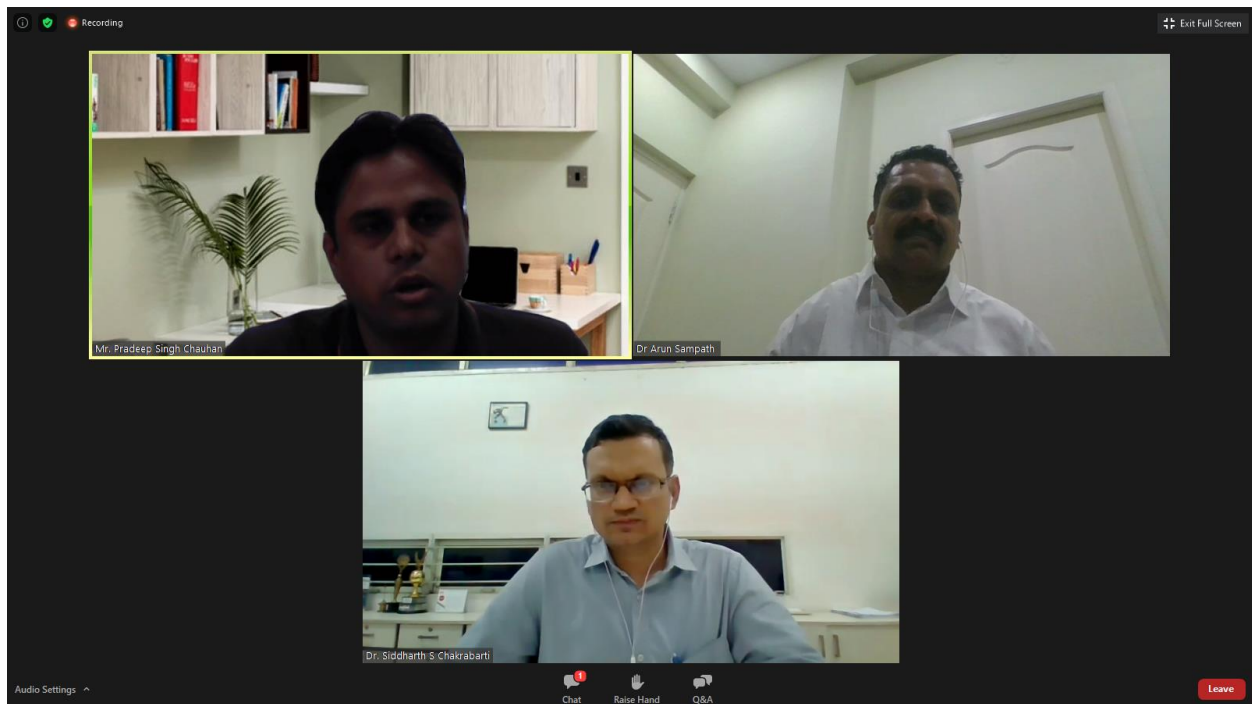 Recording
Exit Full Screen
Mr. Pradeep Singh Chauhan
Dr Arun Sampath
Dr. Siddharth S Chakrabarti
Audio Settings
1
Chat
Raise Hand
Q&A
Leave